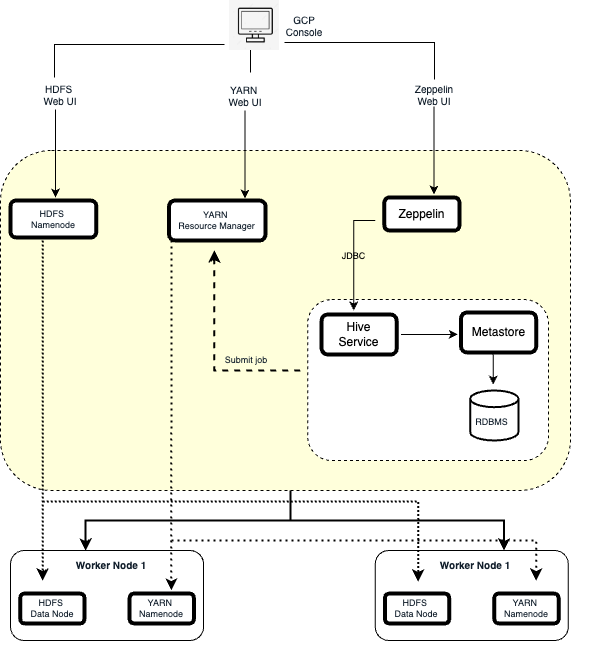 GCP
Console
HDFS
Web UI
YARN
Web UI
Zeppelin
Web UI
HDFS
Namenode
YARN
Resource Manager
Zeppelin
JDBC
Hive
Service
Metastore
Submit job
RDBMS
Worker Node 1
HDFS
Data Node
YARN
Namenode
Worker Node 1
HDFS
Data Node
YARN
Namenode